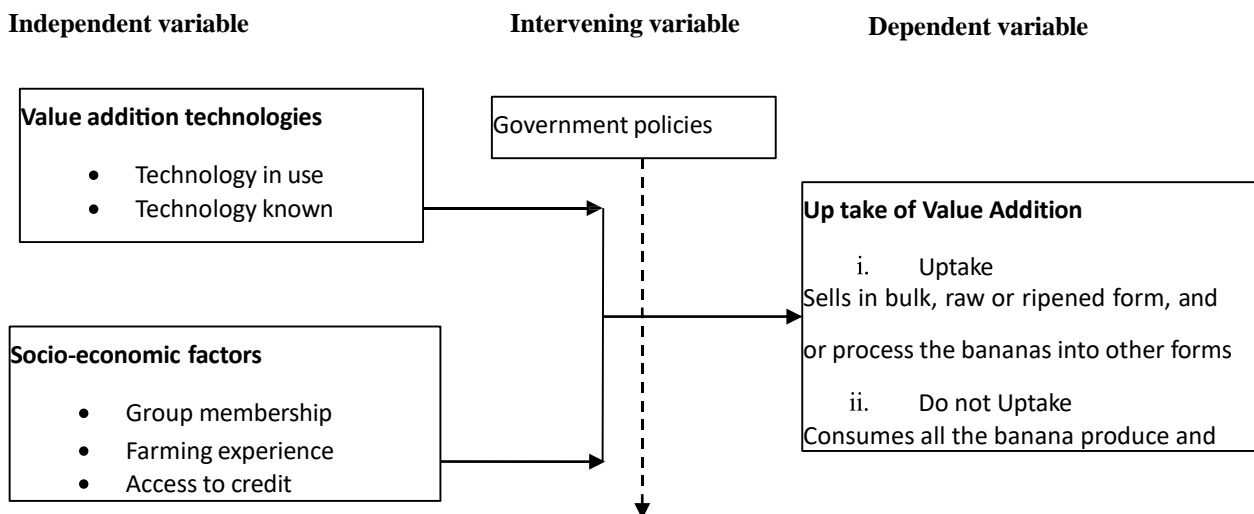 Independent variable
Intervening variable
Dependent variable
Value addition technologies
• Technology in use
• Technology known
Government policies
Up take of Value Addition
i. Uptake
Sells in bulk, raw or ripened form, and
or process the bananas into other forms
ii. Do not Uptake
Consumes all the banana produce and
Socio-economic factors
• Group membership
• Farming experience
• Access to credit